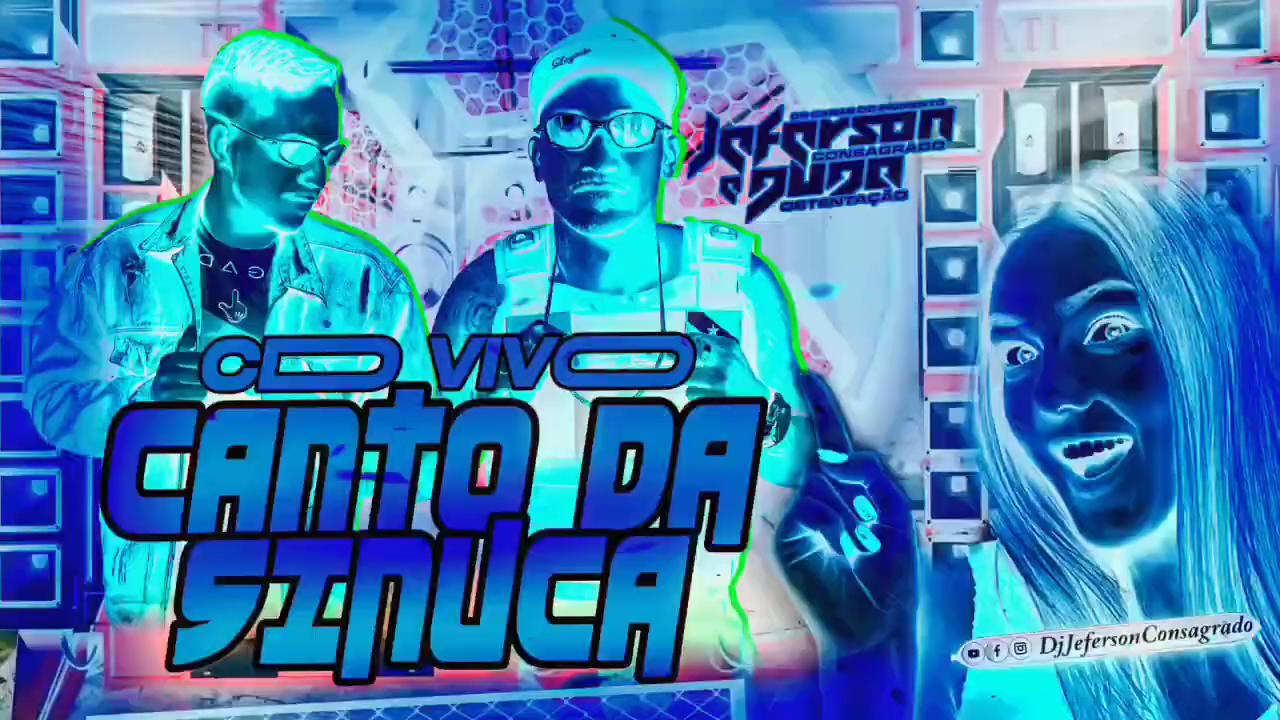 Jeferson
CONSAGRADO
e Duda
OSTENTAÇÃO
CD VIVO
CANTO DA
SINUCA
DjJefersonConsagrado